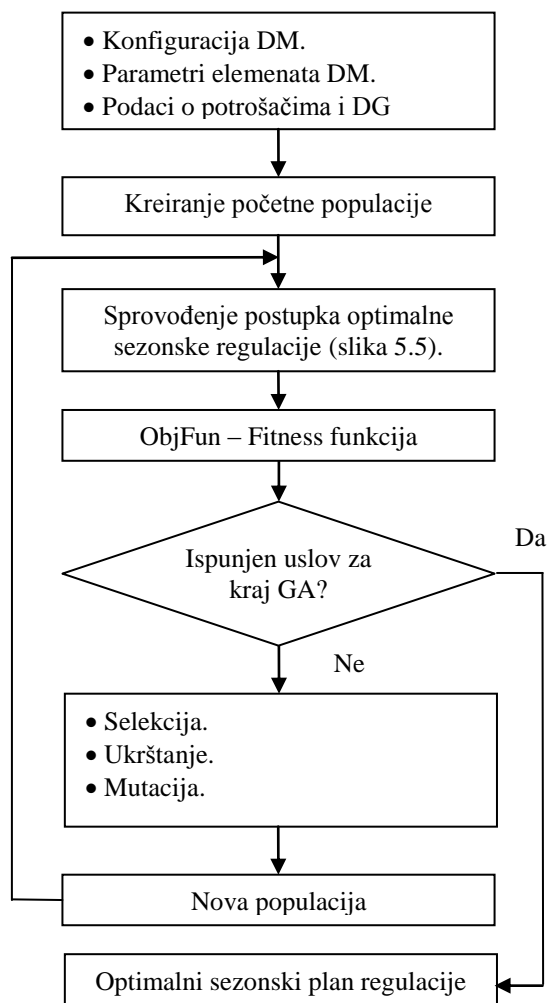 • Konfiguracija DM.
• Parametri elemenata DM.
• Podaci o potrošačima i DG
Kreiranje početne populacije
Sprovođenje postupka optimalne
sezonske regulacije (slika 5.5).
ObjFun – Fitness funkcija
Ispunjen uslov za
kraj GA?
Da
Ne
• Selekcija.
• Ukrštanje.
• Mutacija.
Nova populacija
Optimalni sezonski plan regulacije